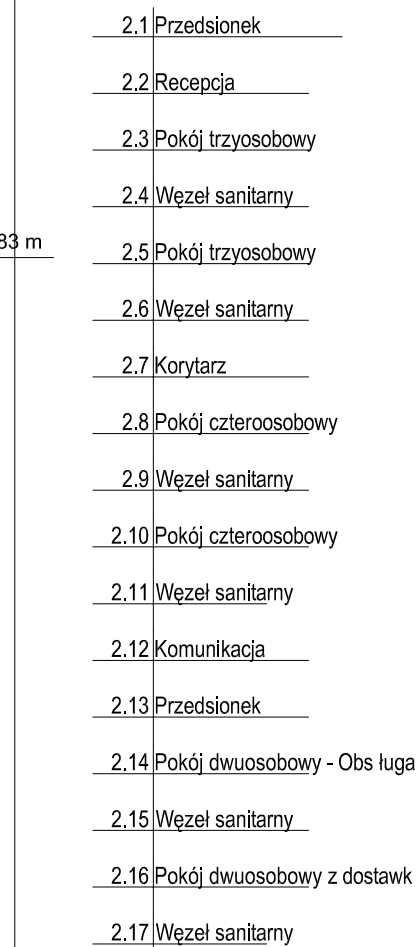 2.1 Przedsionek
2.2 Recepcja
2.3 Pokój trzyosobowy
2.4 Węzeł sanitarny
83 m
2.5 Pokój trzyosobowy
2.6 Węzeł sanitarny
2.7 Korytarz
2.8 Pokój czteroosobowy
2.9 Węzeł sanitarny
2.10 Pokój czteroosobowy
2.11 Węzeł sanitarny
2.12 Komunikacja
2.13 Przedsionek
2.14 Pokój dwuosobowy - Obs ługa
2.15 Węzeł sanitarny
2.16 Pokój dwuosobowy z dostawk
2.17 Węzeł sanitarny